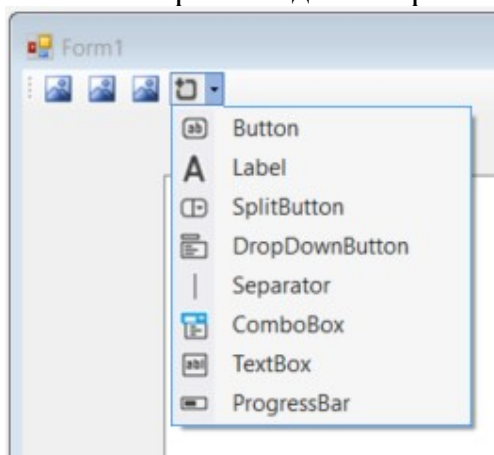 Form1
Button
A Label
SplitButton
DropDownButton
Separator
ComboBox
TextBox
ProgressBar